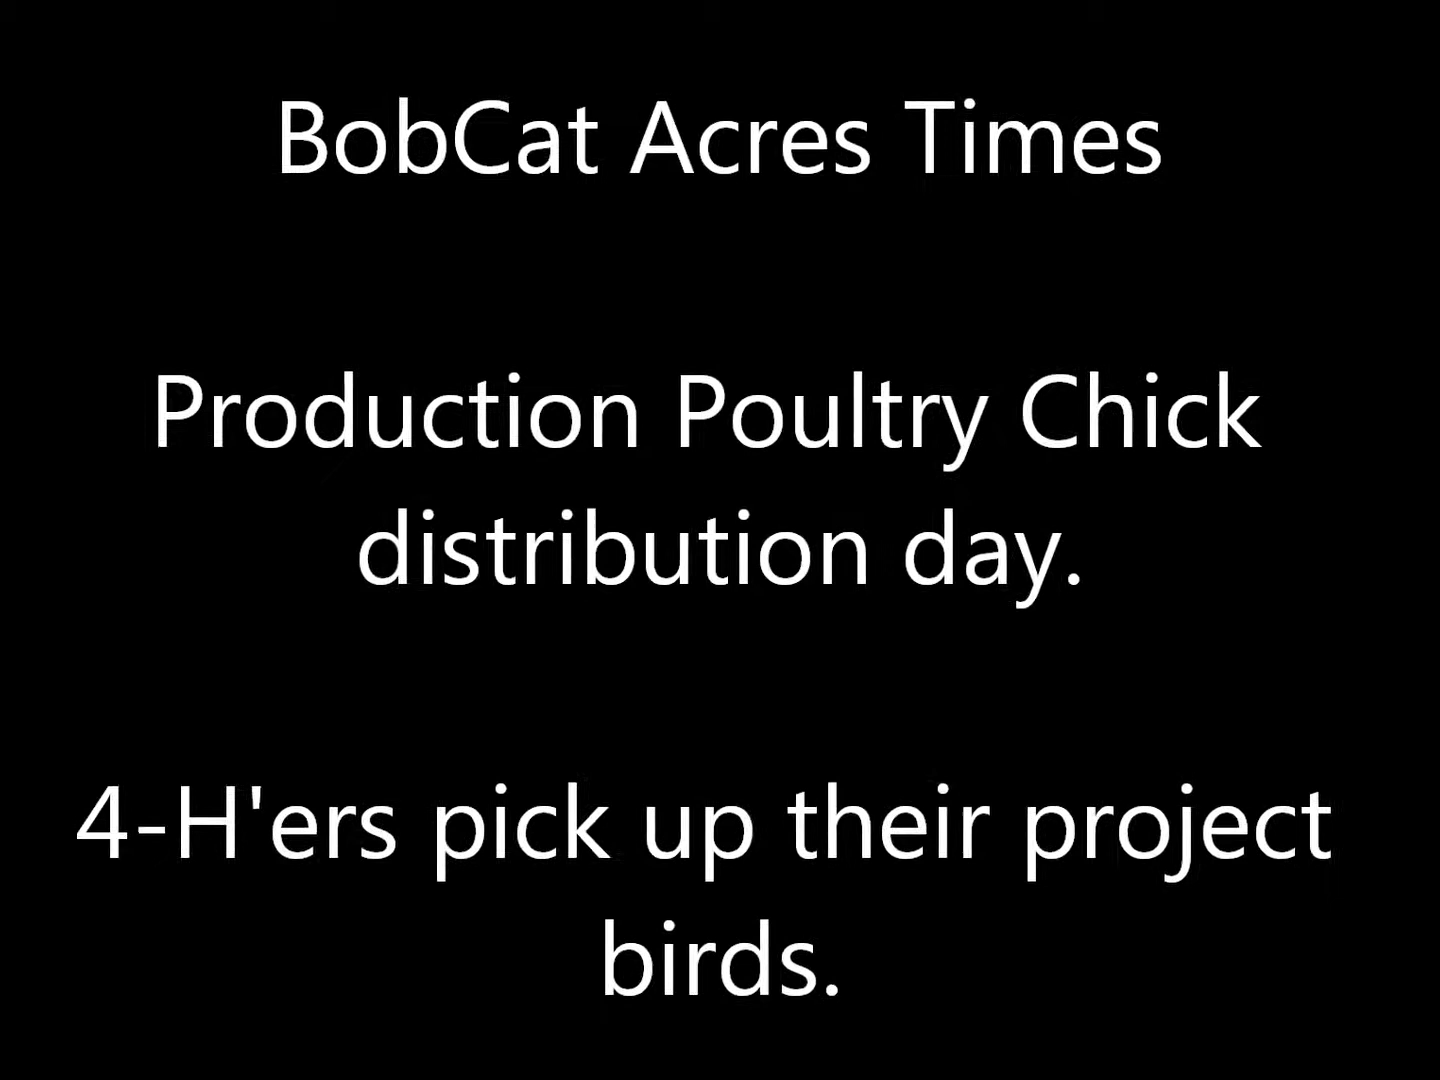 BobCat Acres Times
Production Poultry Chick
distribution day.
4-H'ers pick up their project
birds.